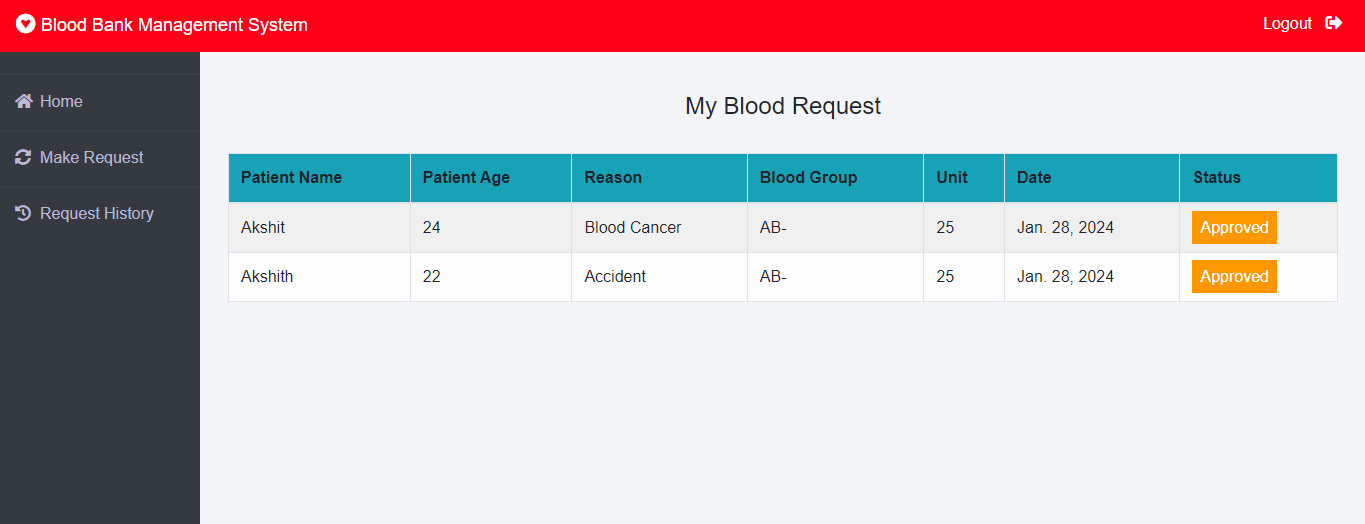 Blood Bank Management System
Logout
Home
Make Request
Request History
My Blood Request
Patient Name Patient Age Reason Blood Group Unit Date Status
Akshit 24 Blood Cancer AB- 25 Jan. 28, 2024 Approved
Akshith 22 Accident AB- 25 Jan. 28, 2024 Approved